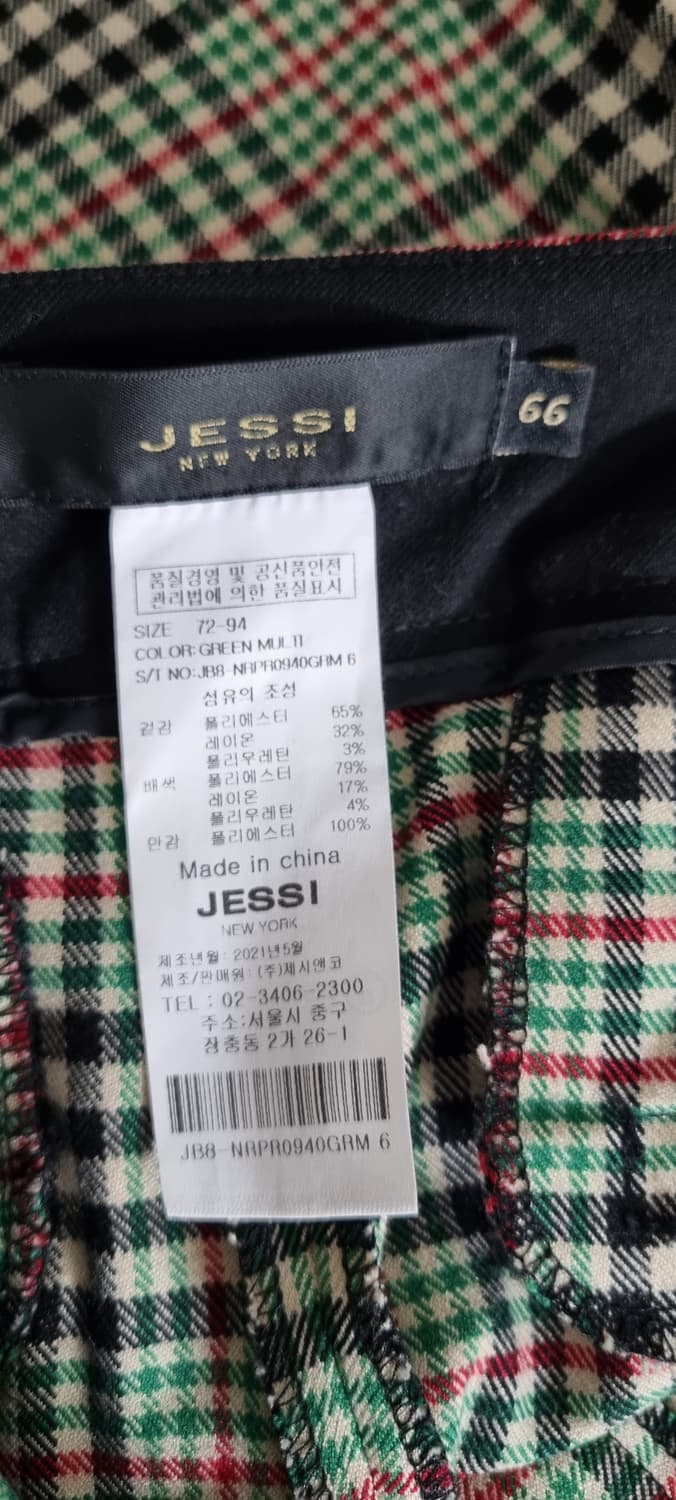 JESSI
NEW YORK
66
품질경영 및 공산품안전
관리법에 의한 품질표시
SIZE 72-94
COLOR: GREEN MULTI
S/T NO: JB8-NRPR0940GRM 6
섬유의 조성
겉감 폴리에스터 65%
레이온 32%
폴리우레탄 3%
배색 폴리에스터 79%
레이온 17%
폴리우레탄 4%
안감 폴리에스터 100%
Made in china
JESSI
NEW YORK
제조년월 : 2021년5월
제조/판매원 : (주)제시앤코
TEL : 02-3406-2300
주소:서울시 중구
장충동 2가 26-1
JB8-NRPR0940GRM 6